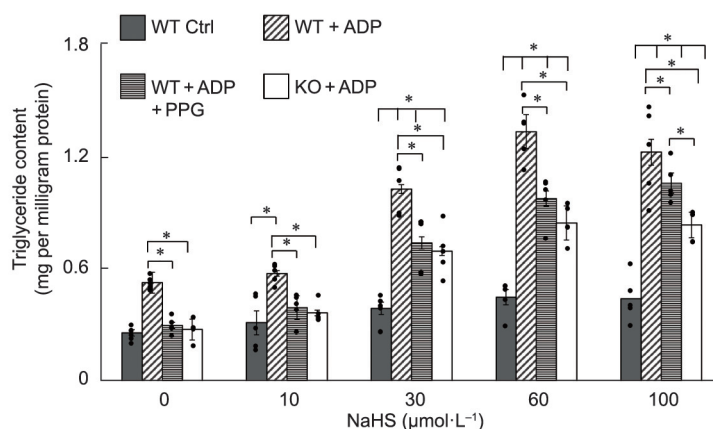 WT Ctrl
WT + ADP
WT + ADP
+ PPG
KO + ADP
Triglyceride content
(mg per milligram protein)
1.8
1.2
0.6
0
* *
* * *
* * *
* * *
* * * *
0 10 30 60 100
NaHS (μmol·L⁻¹)